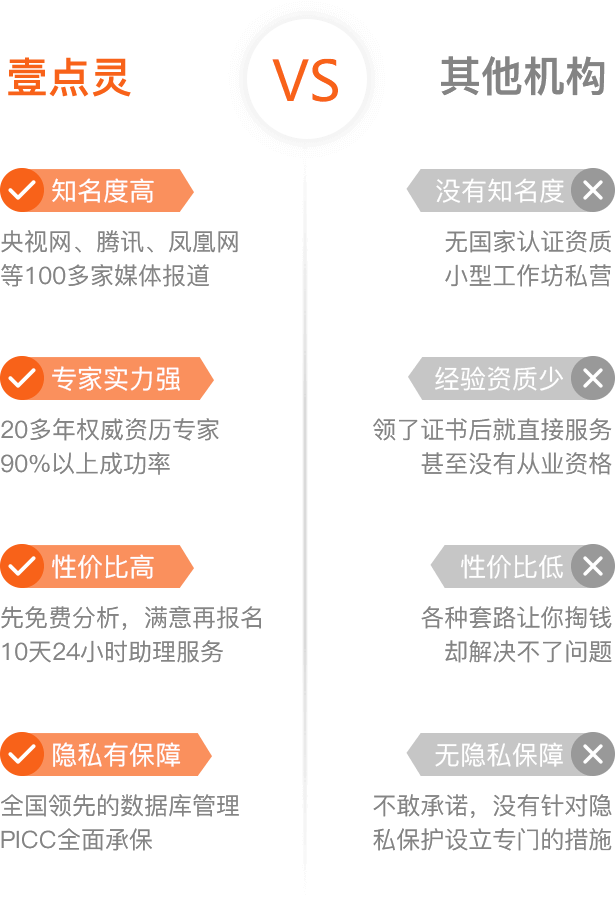 壹点灵
VS
其他机构
知名度高
央视网、腾讯、凤凰网
等100多家媒体报道
没有知名度
无国家认证资质
小型工作坊私营
专家实力强
20多年权威资历专家
90%以上成功率
经验资质少
领了证书后就直接服务
甚至没有从业资格
性价比高
先免费分析，满意再报名
10天24小时助理服务
性价比低
各种套路让你掏钱
却解决不了问题
隐私有保障
全国领先的数据库管理
PICC全面承保
无隐私保障
不敢承诺，没有针对隐
私保护设立专门的措施